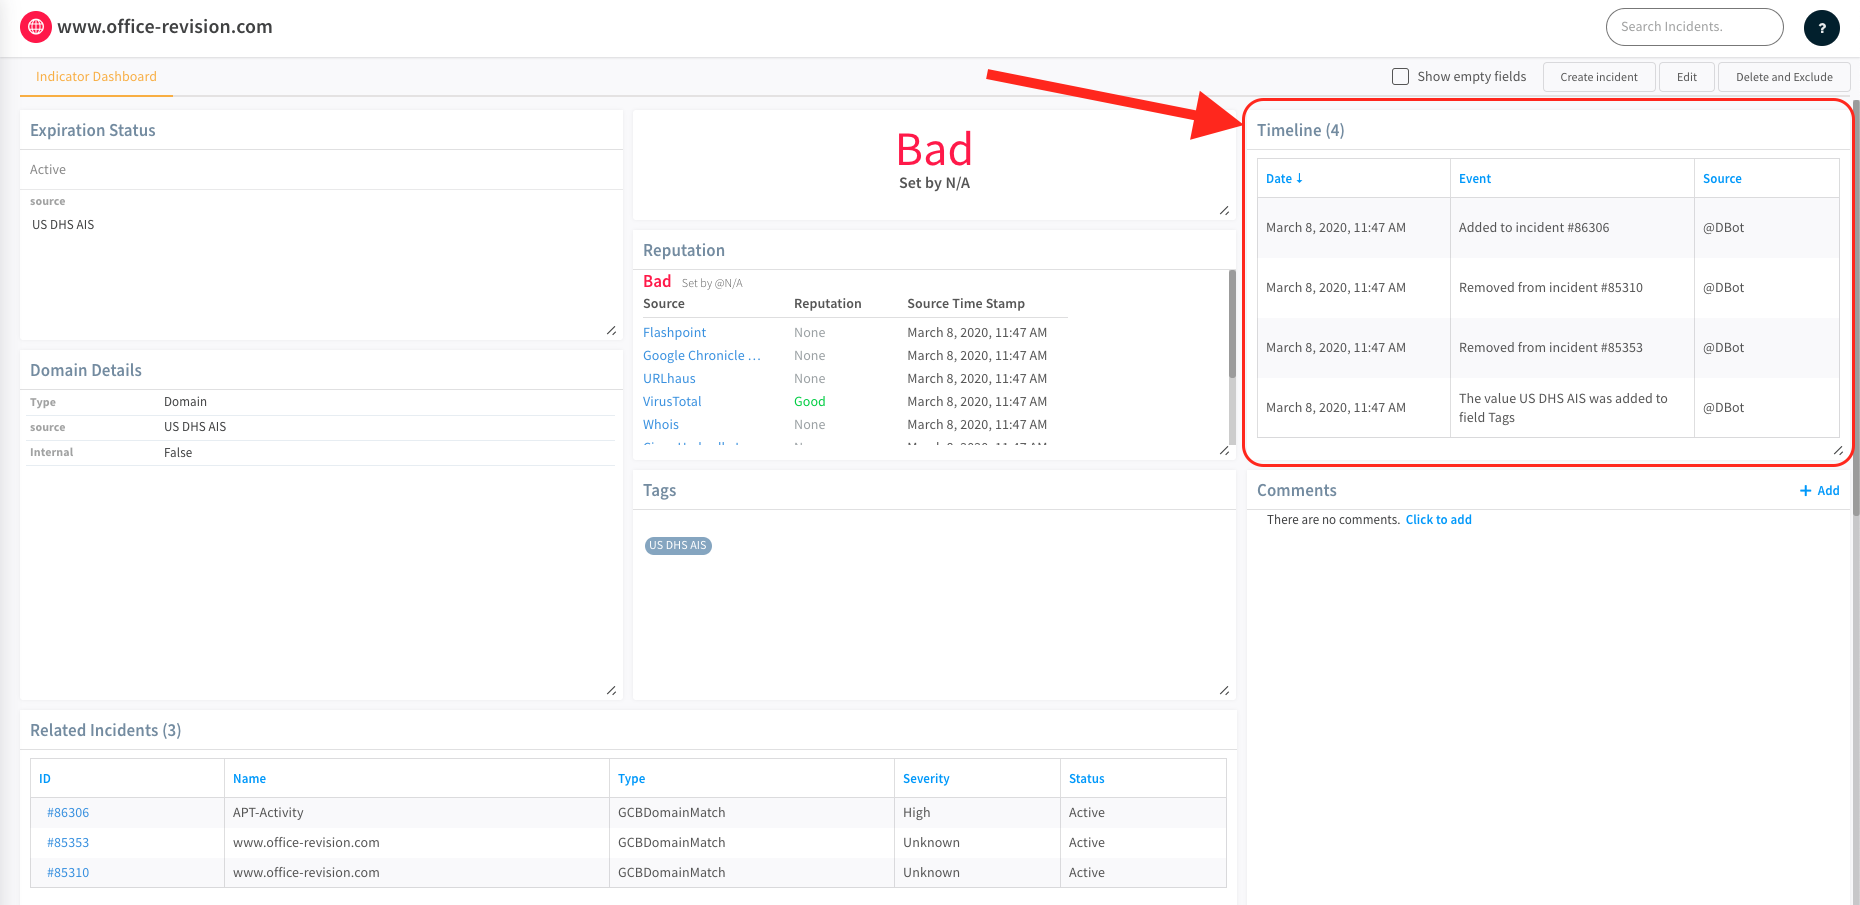 www.office-revision.com
Search Incidents.
?
Indicator Dashboard
Show empty fields
Create incident
Edit
Delete and Exclude
Expiration Status
Active
source
US DHS AIS
Domain Details
Type Domain
source US DHS AIS
Internal False
Bad
Set by N/A
Reputation
Bad Set by @N/A
Source Reputation Source Time Stamp
Flashpoint None March 8, 2020, 11:47 AM
Google Chronicle ... None March 8, 2020, 11:47 AM
URLhaus None March 8, 2020, 11:47 AM
VirusTotal Good March 8, 2020, 11:47 AM
Whois None March 8, 2020, 11:47 AM
Tags
US DHS AIS
Timeline (4)
Date ↓ Event Source
March 8, 2020, 11:47 AM Added to incident #86306 @DBot
March 8, 2020, 11:47 AM Removed from incident #85310 @DBot
March 8, 2020, 11:47 AM Removed from incident #85353 @DBot
March 8, 2020, 11:47 AM The value US DHS AIS was added to
field Tags @DBot
Comments + Add
There are no comments. Click to add
Related Incidents (3)
ID Name Type Severity Status
#86306 APT-Activity GCBDomainMatch High Active
#85353 www.office-revision.com GCBDomainMatch Unknown Active
#85310 www.office-revision.com GCBDomainMatch Unknown Active